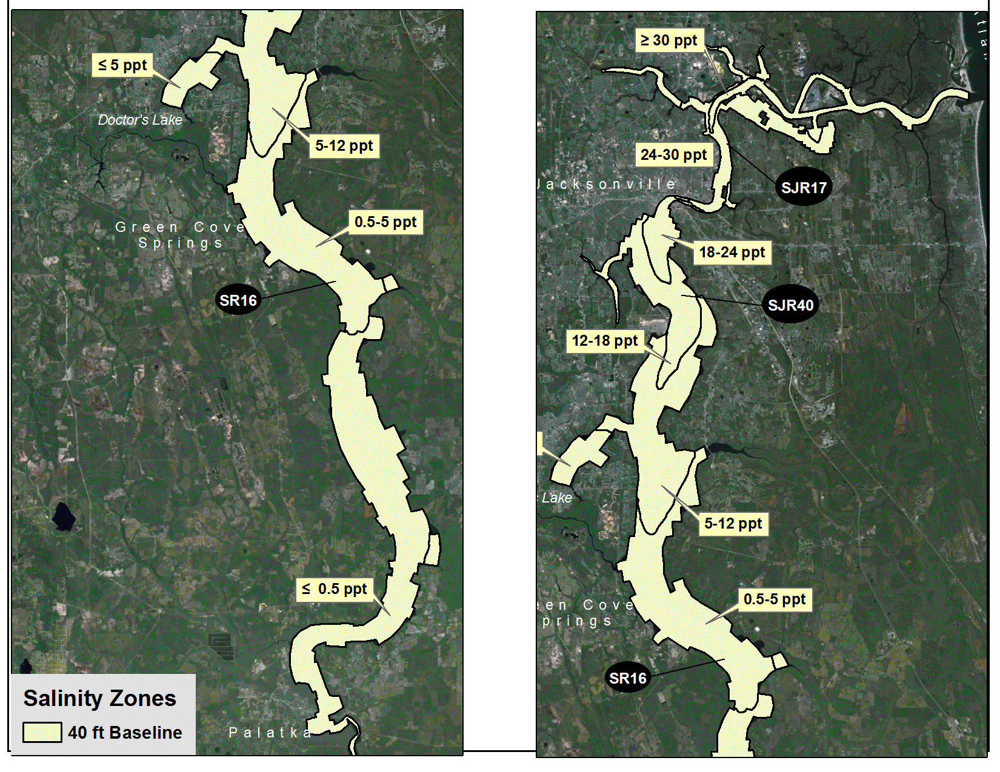 ≤ 5 ppt
Doctor's Lake
5-12 ppt
Green Cove
Springs
0.5-5 ppt
SR16
≤ 0.5 ppt
Palatka
Salinity Zones
40 ft Baseline
≥ 30 ppt
24-30 ppt
SJR17
Jacksonville
18-24 ppt
SJR40
12-18 ppt
Lake
5-12 ppt
een Cove
prings
0.5-5 ppt
SR16